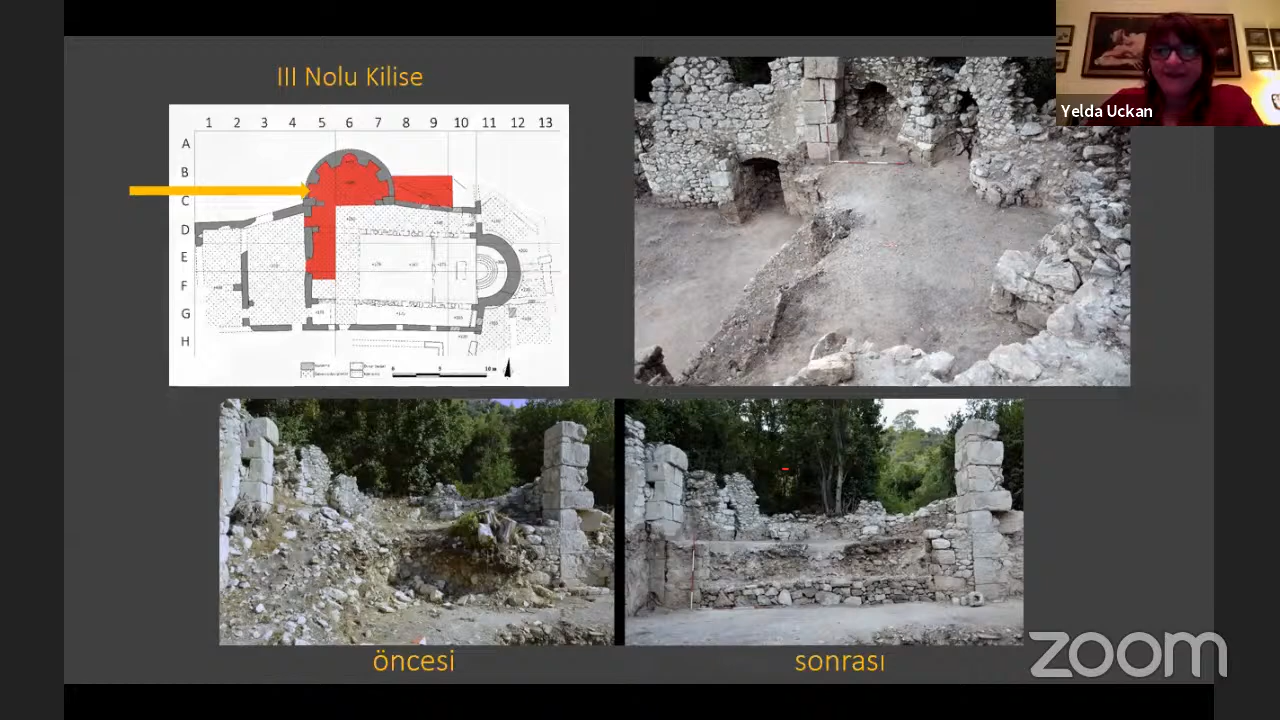 III Nolu Kilise
Yelda Uckan
1 2 3 4 5 6 7 8 9 10 11 12 13
A
B
C
D
E
F
G
H
öncesi
sonrası
zoom